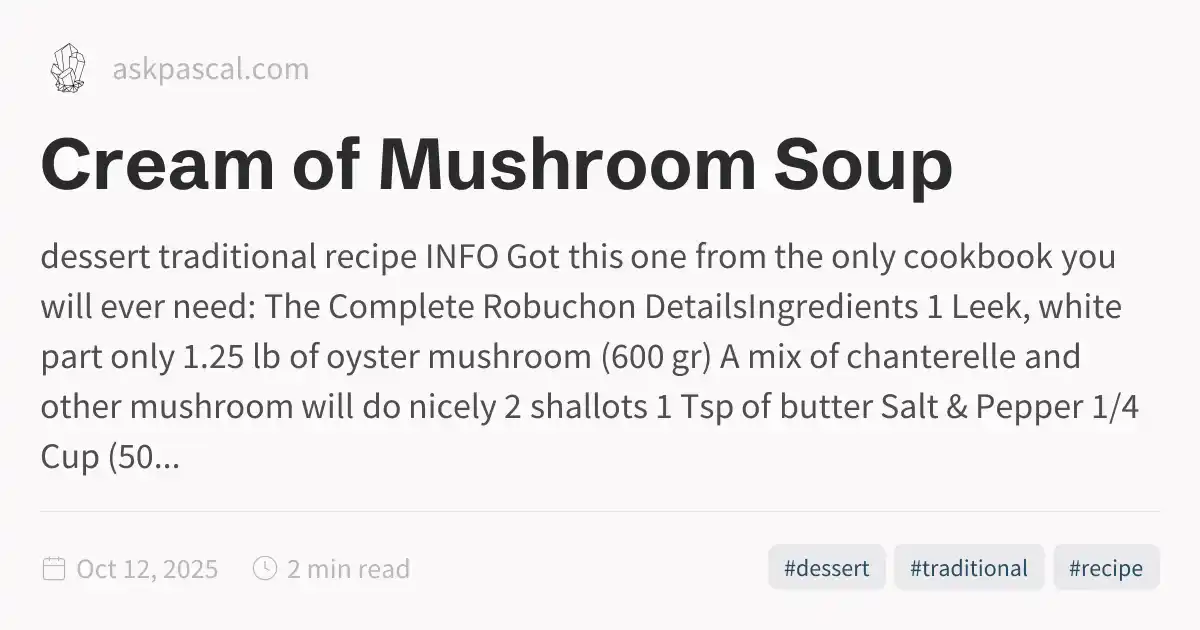 askpascal.com
Cream of Mushroom Soup
dessert traditional recipe INFO Got this one from the only cookbook you
will ever need: The Complete Robuchon DetailsIngredients 1 Leek, white
part only 1.25 lb of oyster mushroom (600 gr) A mix of chanterelle and
other mushroom will do nicely 2 shallots 1 Tsp of butter Salt & Pepper 1/4
Cup (50...
Oct 12, 2025 2 min read #dessert #traditional #recipe